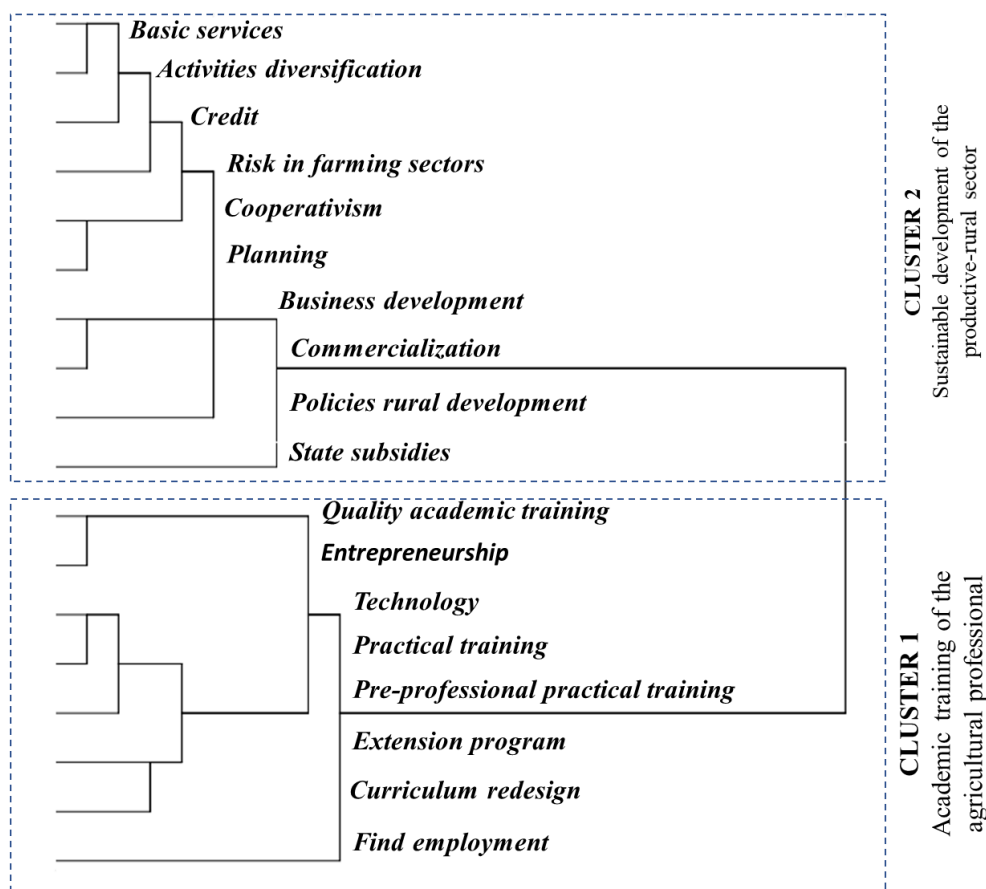 Basic services
Activities diversification
Credit
Risk in farming sectors
Cooperativism
Planning
Business development
Commercialization
Policies rural development
State subsidies
CLUSTER 2
Sustainable development of the
productive-rural sector
Quality academic training
Entrepreneurship
Technology
Practical training
Pre-professional practical training
Extension program
Curriculum redesign
Find employment
CLUSTER 1
Academic training of the
agricultural professional